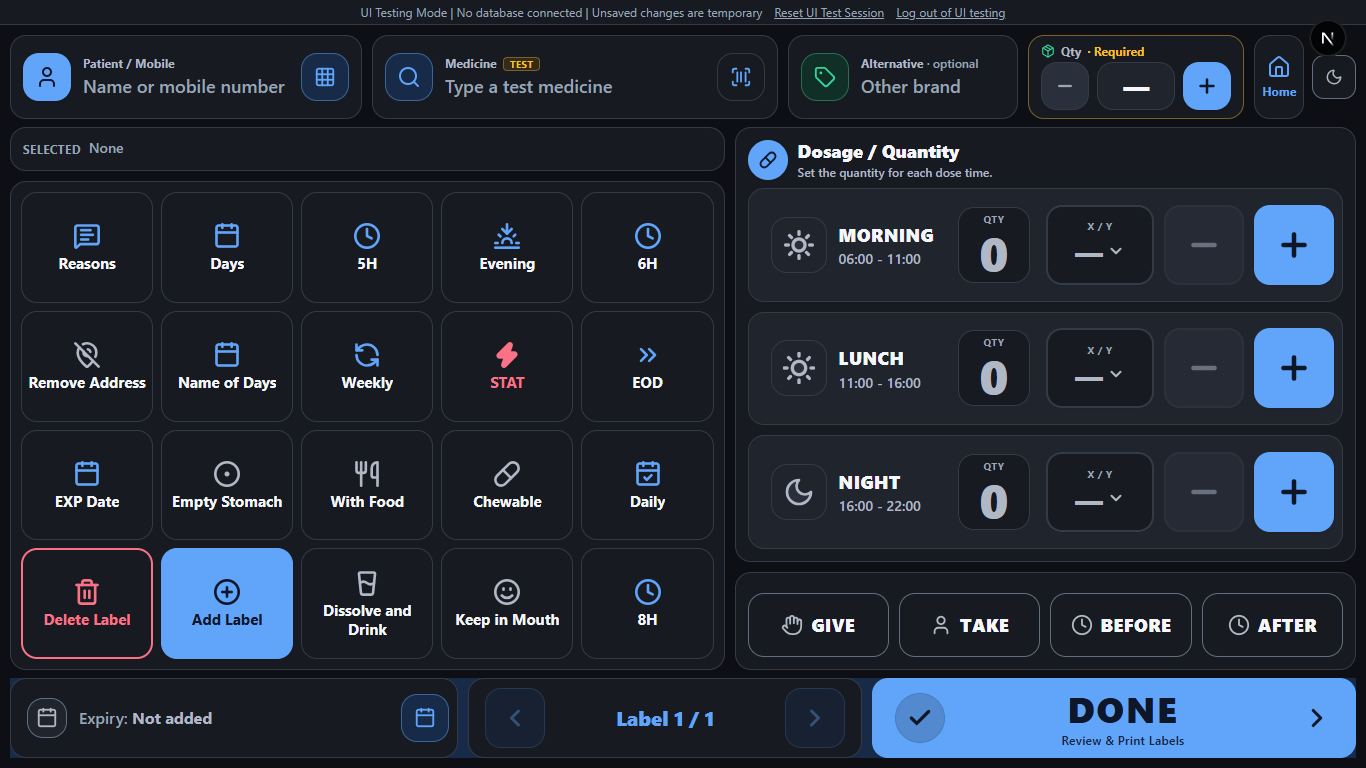 UI Testing Mode | No database connected | Unsaved changes are temporary Reset UI Test Session Log out of UI testing
N
Patient / Mobile
Name or mobile number
Medicine TEST
Type a test medicine
Alternative · optional
Other brand
Qty · Required
—
Home
SELECTED None
Reasons
Days
5H
Evening
6H
Remove Address
Name of Days
Weekly
STAT
EOD
EXP Date
Empty Stomach
With Food
Chewable
Daily
Delete Label
Add Label
Dissolve and
Drink
Keep in Mouth
8H
Dosage / Quantity
Set the quantity for each dose time.
MORNING
06:00 - 11:00
QTY
0
X / Y
—
LUNCH
11:00 - 16:00
QTY
0
X / Y
—
NIGHT
16:00 - 22:00
QTY
0
X / Y
—
GIVE
TAKE
BEFORE
AFTER
Expiry: Not added
Label 1 / 1
DONE
Review & Print Labels